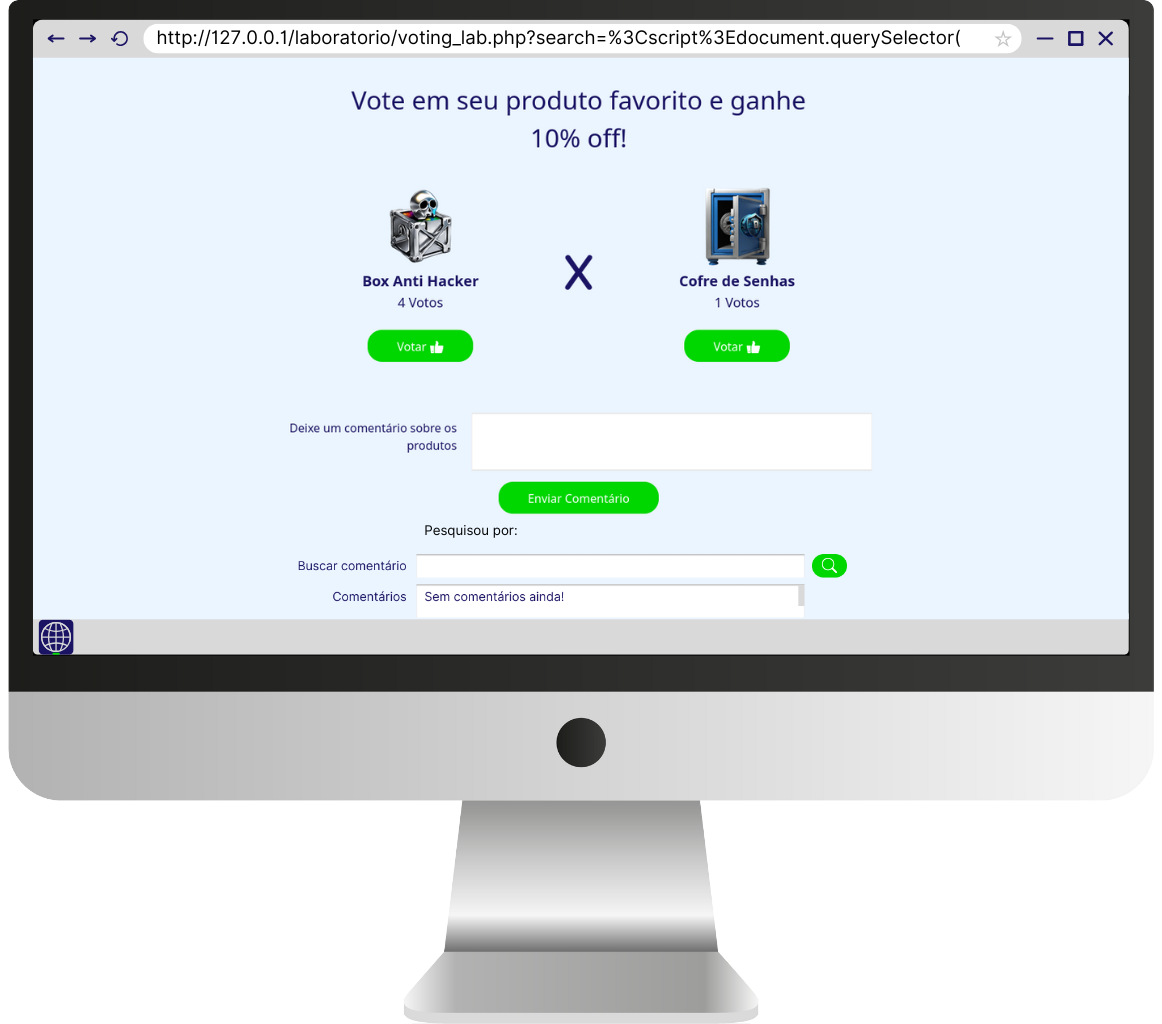 http://127.0.0.1/laboratorio/voting_lab.php?search=%3Cscript%3Edocument.querySelector(
Vote em seu produto favorito e ganhe
10% off!
Box Anti Hacker
4 Votos
Votar
X
Cofre de Senhas
1 Votos
Votar
Deixe um comentário sobre os
produtos
Enviar Comentário
Pesquisou por:
Buscar comentário
Comentários
Sem comentários ainda!